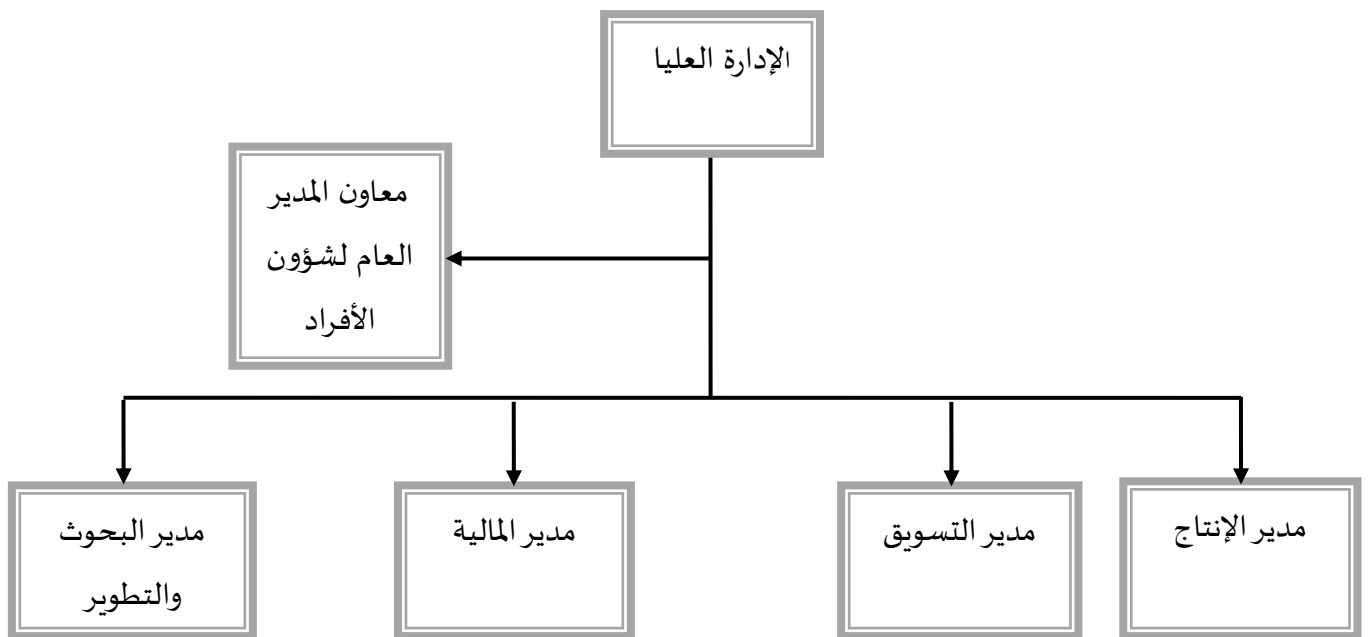 الإدارة العليا
معاون المدير
العام لشؤون
الأفراد
مدير الإنتاج
مدير التسويق
مدير المالية
مدير البحوث
والتطوير